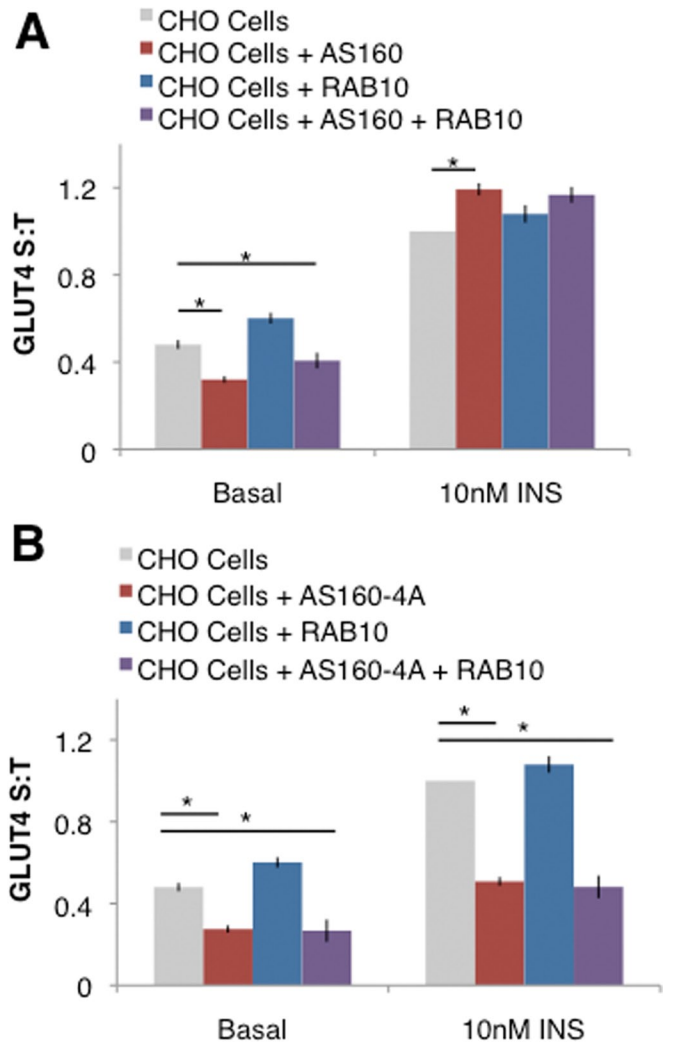 A
CHO Cells
CHO Cells + AS160
CHO Cells + RAB10
CHO Cells + AS160 + RAB10
GLUT4 S:T
1.2
0.8
0.4
0
*
*
*
Basal
10nM INS
B
CHO Cells
CHO Cells + AS160-4A
CHO Cells + RAB10
CHO Cells + AS160-4A + RAB10
GLUT4 S:T
1.2
0.8
0.4
0
*
*
*
*
Basal
10nM INS